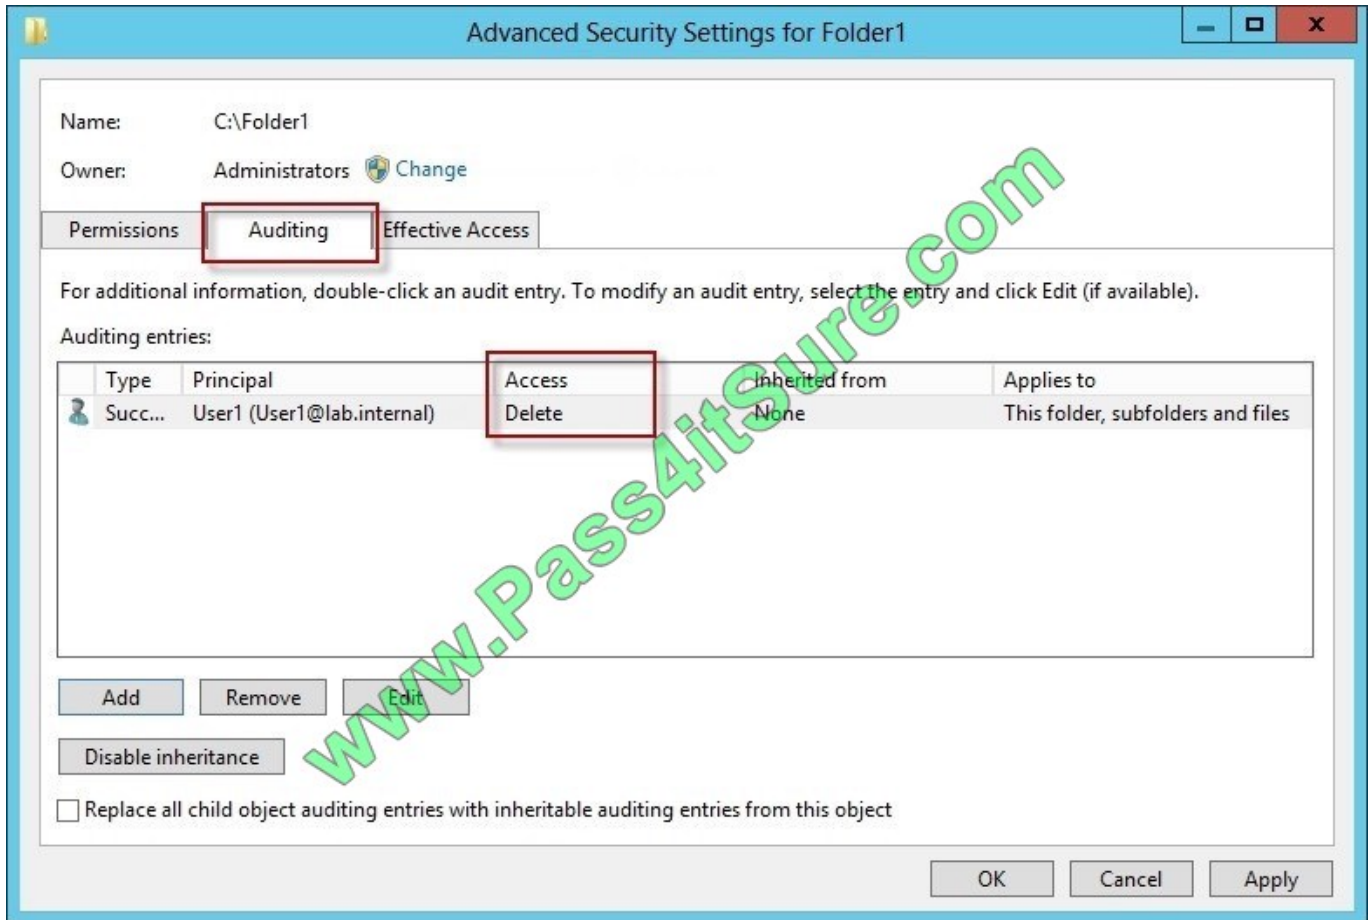 Advanced Security Settings for Folder1
Name: C:\Folder1
Owner: Administrators Change
Permissions Auditing Effective Access
For additional information, double-click an audit entry. To modify an audit entry, select the entry and click Edit (if available).
Auditing entries:
Type Principal Access Inherited from Applies to
Succ... User1 (User1@lab.internal) Delete None This folder, subfolders and files
www.Pass4itSure.com
Add Remove Edit
Disable inheritance
Replace all child object auditing entries with inheritable auditing entries from this object
OK Cancel Apply